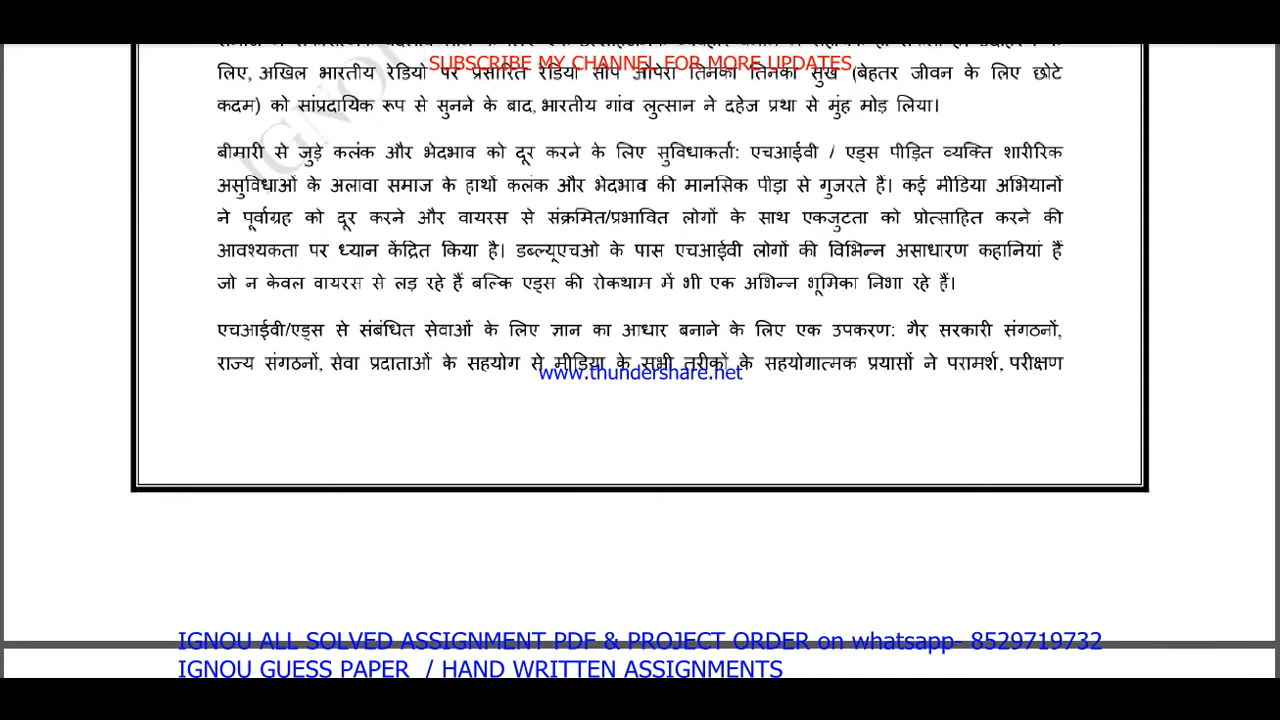 SUBSCRIBE MY CHANNEL FOR MORE UPDATES
लिए, अखिल भारतीय रेडियो पर प्रसारित रेडियो सोप ओपेरा तिनका तिनका सुख (बेहतर जीवन के लिए छोटे
कदम) को सांप्रदायिक रूप से सुनने के बाद, भारतीय गांव लुत्सान ने दहेज प्रथा से मुंह मोड़ लिया।
बीमारी से जुड़े कलंक और भेदभाव को दूर करने के लिए सुविधाकर्ता: एचआईवी / एड्स पीड़ित व्यक्ति शारीरिक
असुविधाओं के अलावा समाज के हाथों कलंक और भेदभाव की मानसिक पीड़ा से गुजरते हैं। कई मीडिया अभियानों
ने पूर्वाग्रह को दूर करने और वायरस से संक्रमित/प्रभावित लोगों के साथ एकजुटता को प्रोत्साहित करने की
आवश्यकता पर ध्यान केंद्रित किया है। डब्ल्यूएचओ के पास एचआईवी लोगों की विभिन्न असाधारण कहानियां हैं
जो न केवल वायरस से लड़ रहे हैं बल्कि एड्स की रोकथाम में भी एक अभिन्न भूमिका निभा रहे हैं।
एचआईवी/एड्स से संबंधित सेवाओं के लिए ज्ञान का आधार बनाने के लिए एक उपकरण: गैर सरकारी संगठनों,
राज्य संगठनों, सेवा प्रदाताओं के सहयोग से मीडिया के सभी तरीकों के सहयोगात्मक प्रयासों ने परामर्श, परीक्षण
www.thundershare.net
IGNOU ALL SOLVED ASSIGNMENT PDF & PROJECT ORDER on whatsapp- 8529719732
IGNOU GUESS PAPER / HAND WRITTEN ASSIGNMENTS